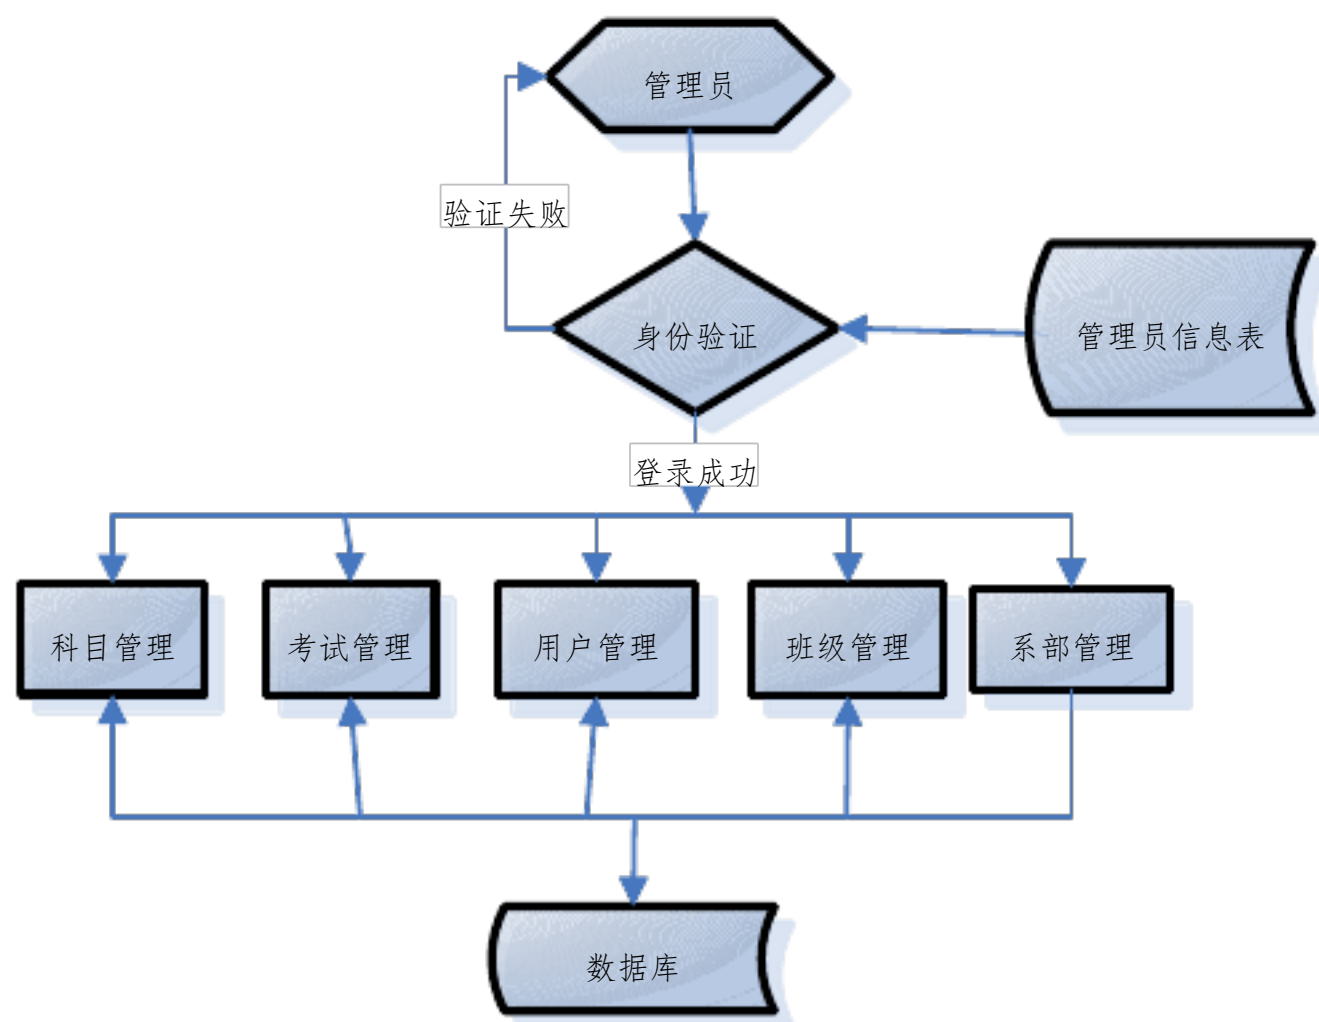 管理员
验证失败
身份验证
管理员信息表
登录成功
科目管理
考试管理
用户管理
班级管理
系部管理
数据库